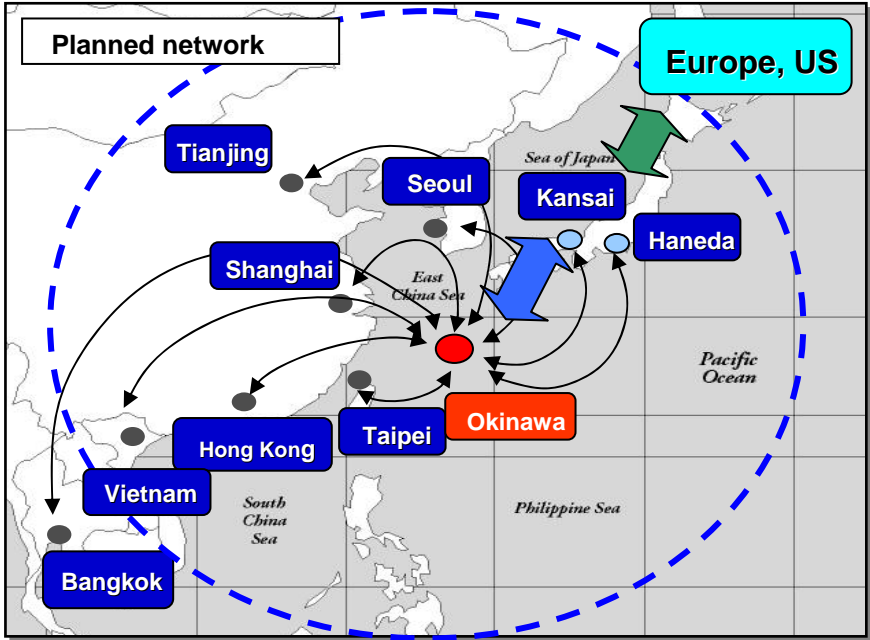 Planned network
Europe, US
Tianjing
Sea of Japan
Seoul
Kansai
Haneda
Shanghai
East
China Sea
Pacific
Ocean
Okinawa
Taipei
Hong Kong
Vietnam
South
China
Sea
Philippine Sea
Bangkok